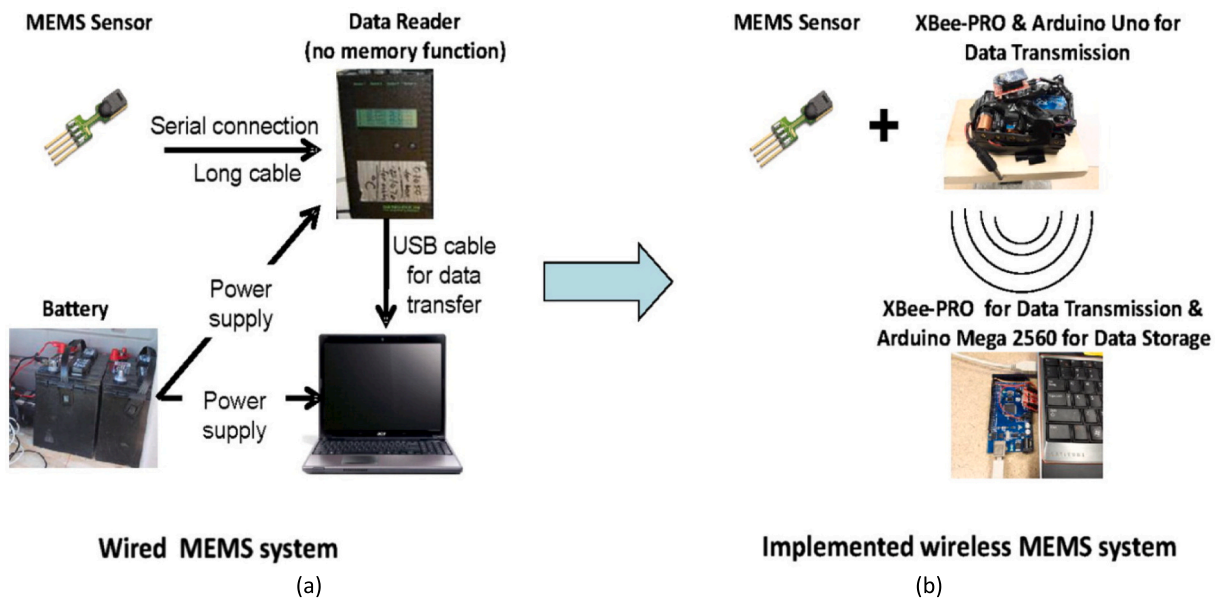 MEMS Sensor
Data Reader
(no memory function)
Serial connection
Long cable
USB cable
for data
transfer
Power
supply
Battery
Power
supply
Wired MEMS system
(a)
MEMS Sensor
XBee-PRO & Arduino Uno for
Data Transmission
+
XBee-PRO for Data Transmission &
Arduino Mega 2560 for Data Storage
Implemented wireless MEMS system
(b)